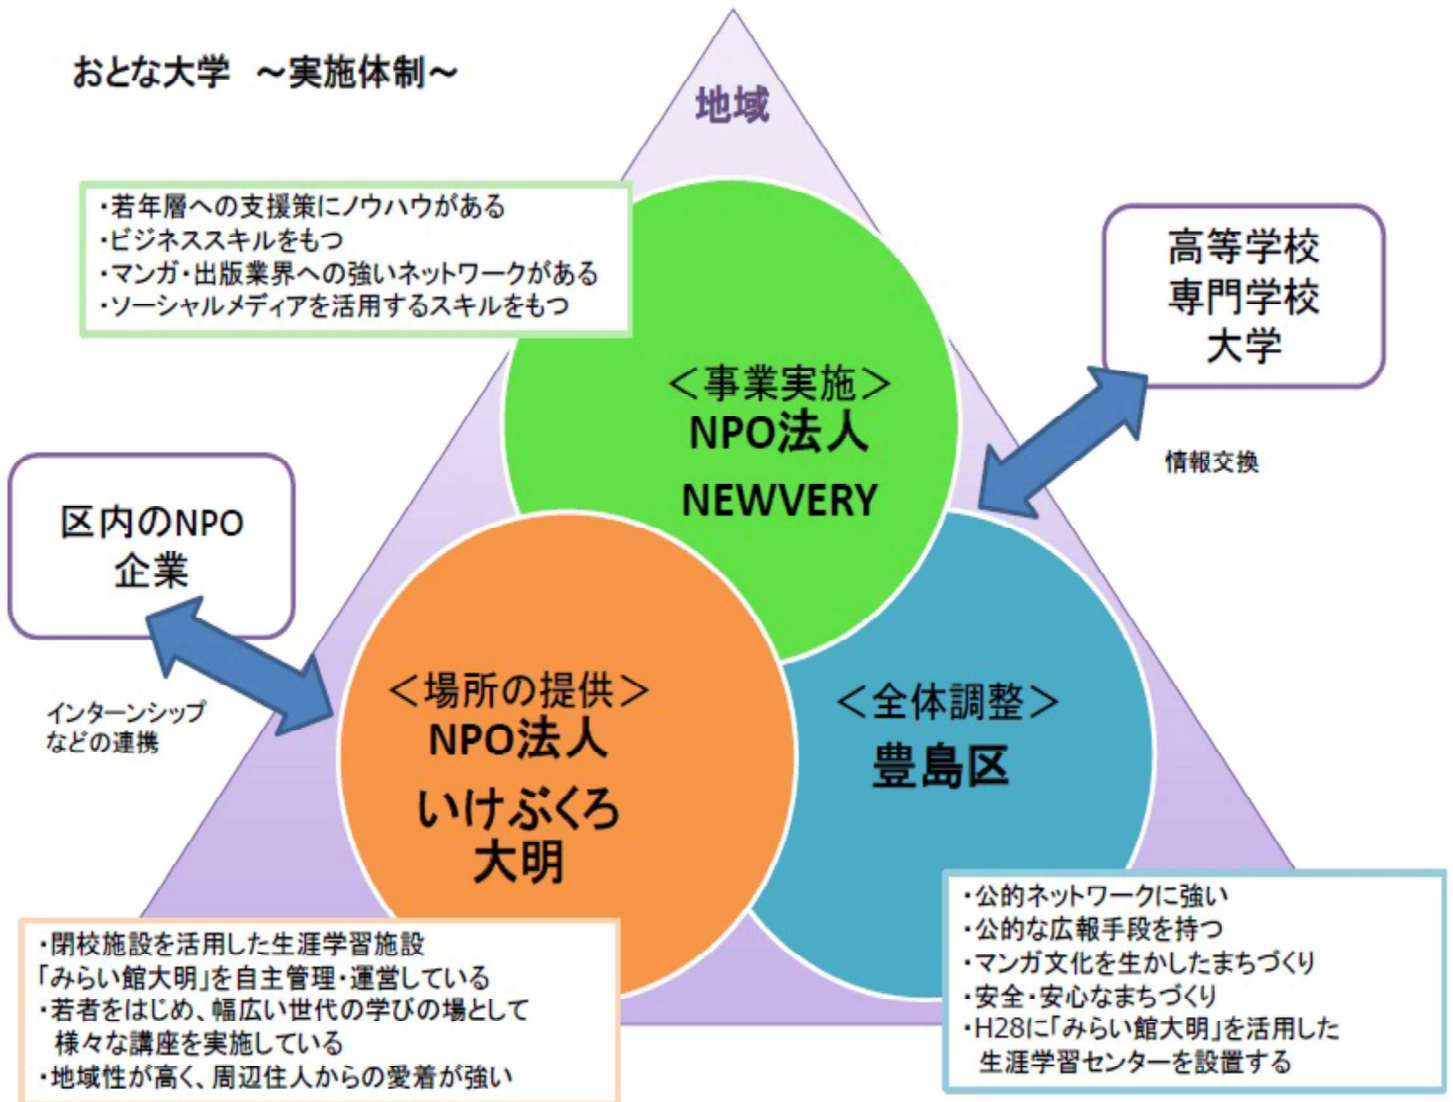 おとな大学　～実施体制～
地域
・若年層への支援策にノウハウがある
・ビジネススキルをもつ
・マンガ・出版業界への強いネットワークがある
・ソーシャルメディアを活用するスキルをもつ
高等学校
専門学校
大学
情報交換
＜事業実施＞
NPO法人
NEWVERY
区内のNPO
企業
インターンシップ
などの連携
＜場所の提供＞
NPO法人
いけぶくろ
大明
＜全体調整＞
豊島区
・閉校施設を活用した生涯学習施設
「みらい館大明」を自主管理・運営している
・若者をはじめ、幅広い世代の学びの場として
様々な講座を実施している
・地域性が高く、周辺住人からの愛着が強い
・公的ネットワークに強い
・公的な広報手段を持つ
・マンガ文化を生かしたまちづくり
・安全・安心なまちづくり
・H28に「みらい館大明」を活用した
生涯学習センターを設置する